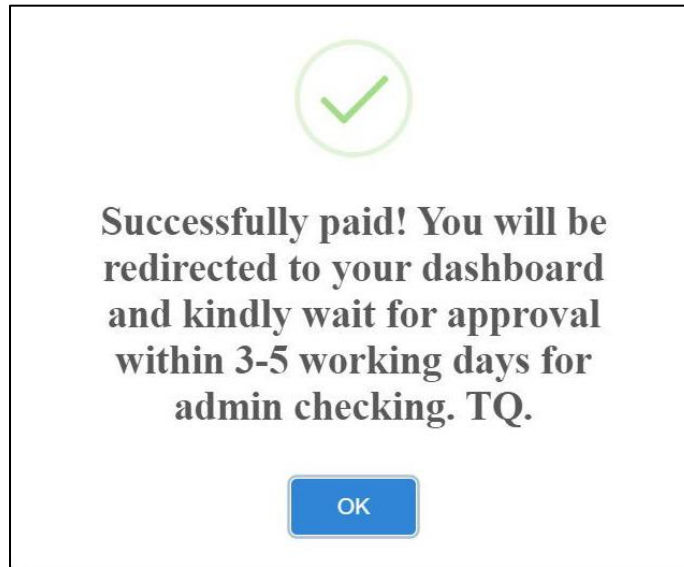 Successfully paid! You will be
redirected to your dashboard
and kindly wait for approval
within 3-5 working days for
admin checking. TQ.
OK